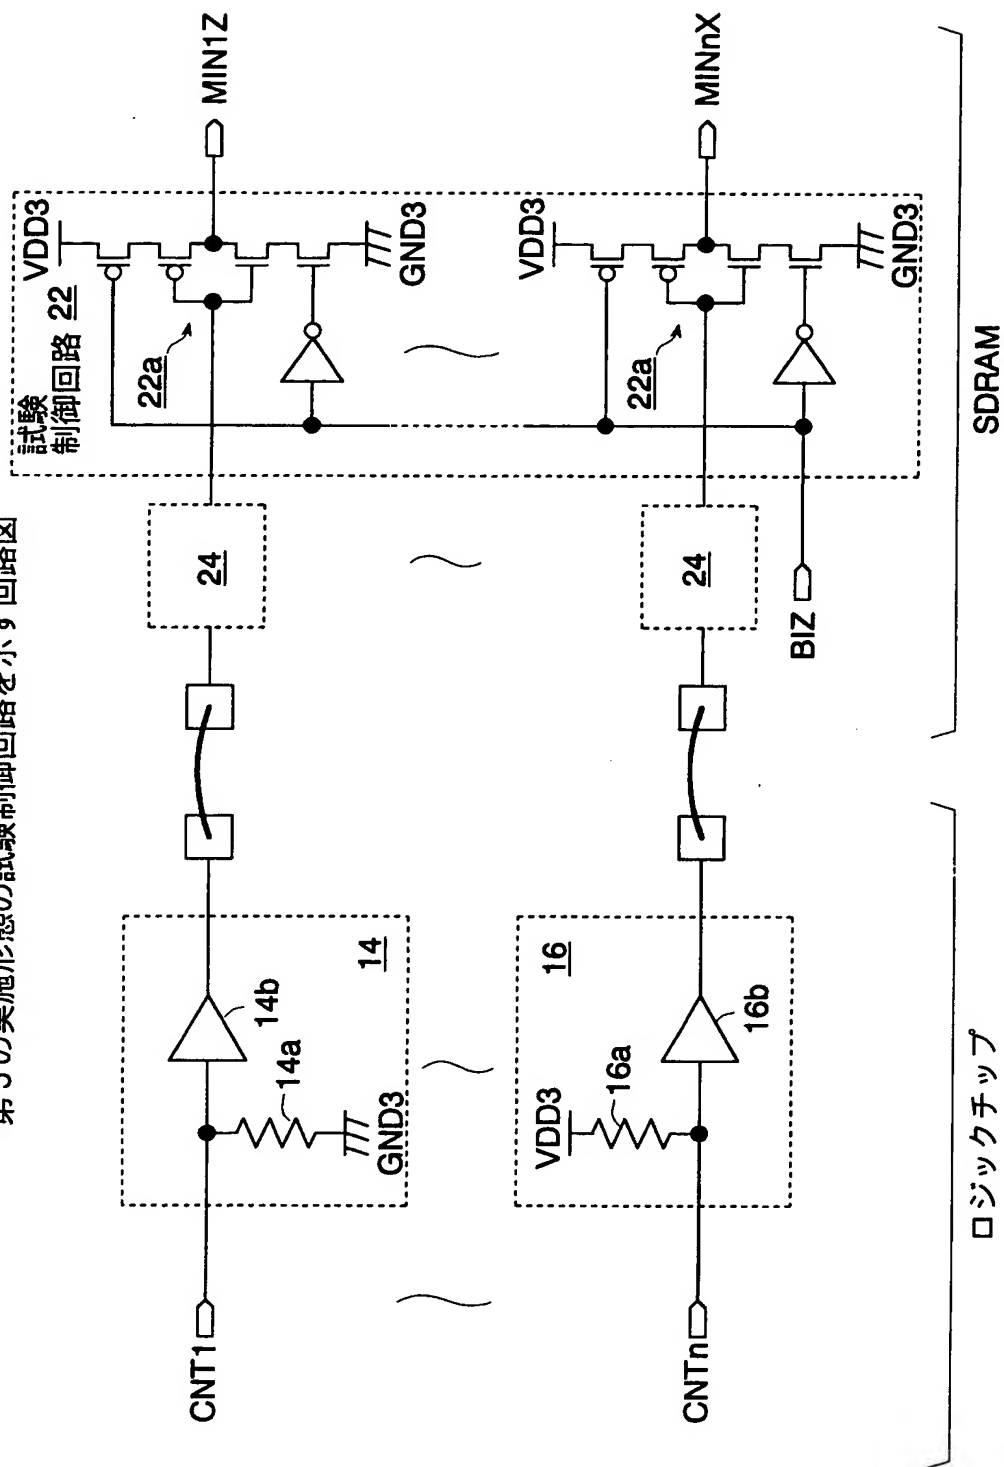 第 の実施形態の試験制御回路を示す回路図
試験
制御回路 22
VDD3
22a
MIN1Z
GND3
CNT1
14a
GND3
14b
14
24
VDD3
22a
MINnX
GND3
VDD3
16a
16
16b
CNTn
24
BIZ
ロジックチップ
SDRAM